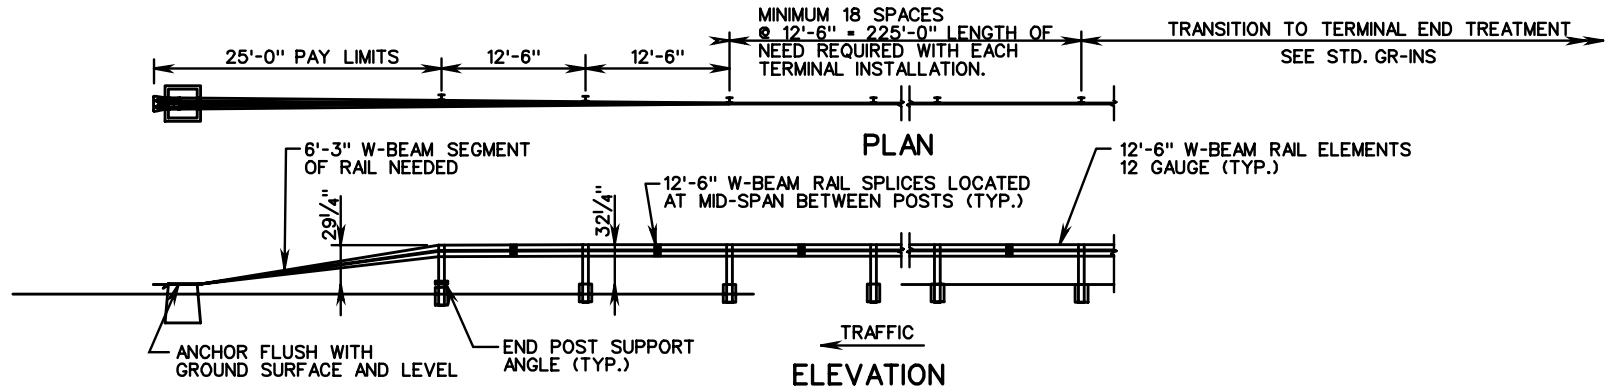 MINIMUM 18 SPACES
@ 12'-6" = 225'-0" LENGTH OF
NEED REQUIRED WITH EACH
TERMINAL INSTALLATION.
TRANSITION TO TERMINAL END TREATMENT
SEE STD. GR-INS
25'-0" PAY LIMITS
12'-6"
12'-6"
PLAN
6'-3" W-BEAM SEGMENT
OF RAIL NEEDED
12'-6" W-BEAM RAIL ELEMENTS
12 GAUGE (TYP.)
12'-6" W-BEAM RAIL SPLICES LOCATED
AT MID-SPAN BETWEEN POSTS (TYP.)
29¼"
32¼"
TRAFFIC
ANCHOR FLUSH WITH
GROUND SURFACE AND LEVEL
END POST SUPPORT
ANGLE (TYP.)
ELEVATION